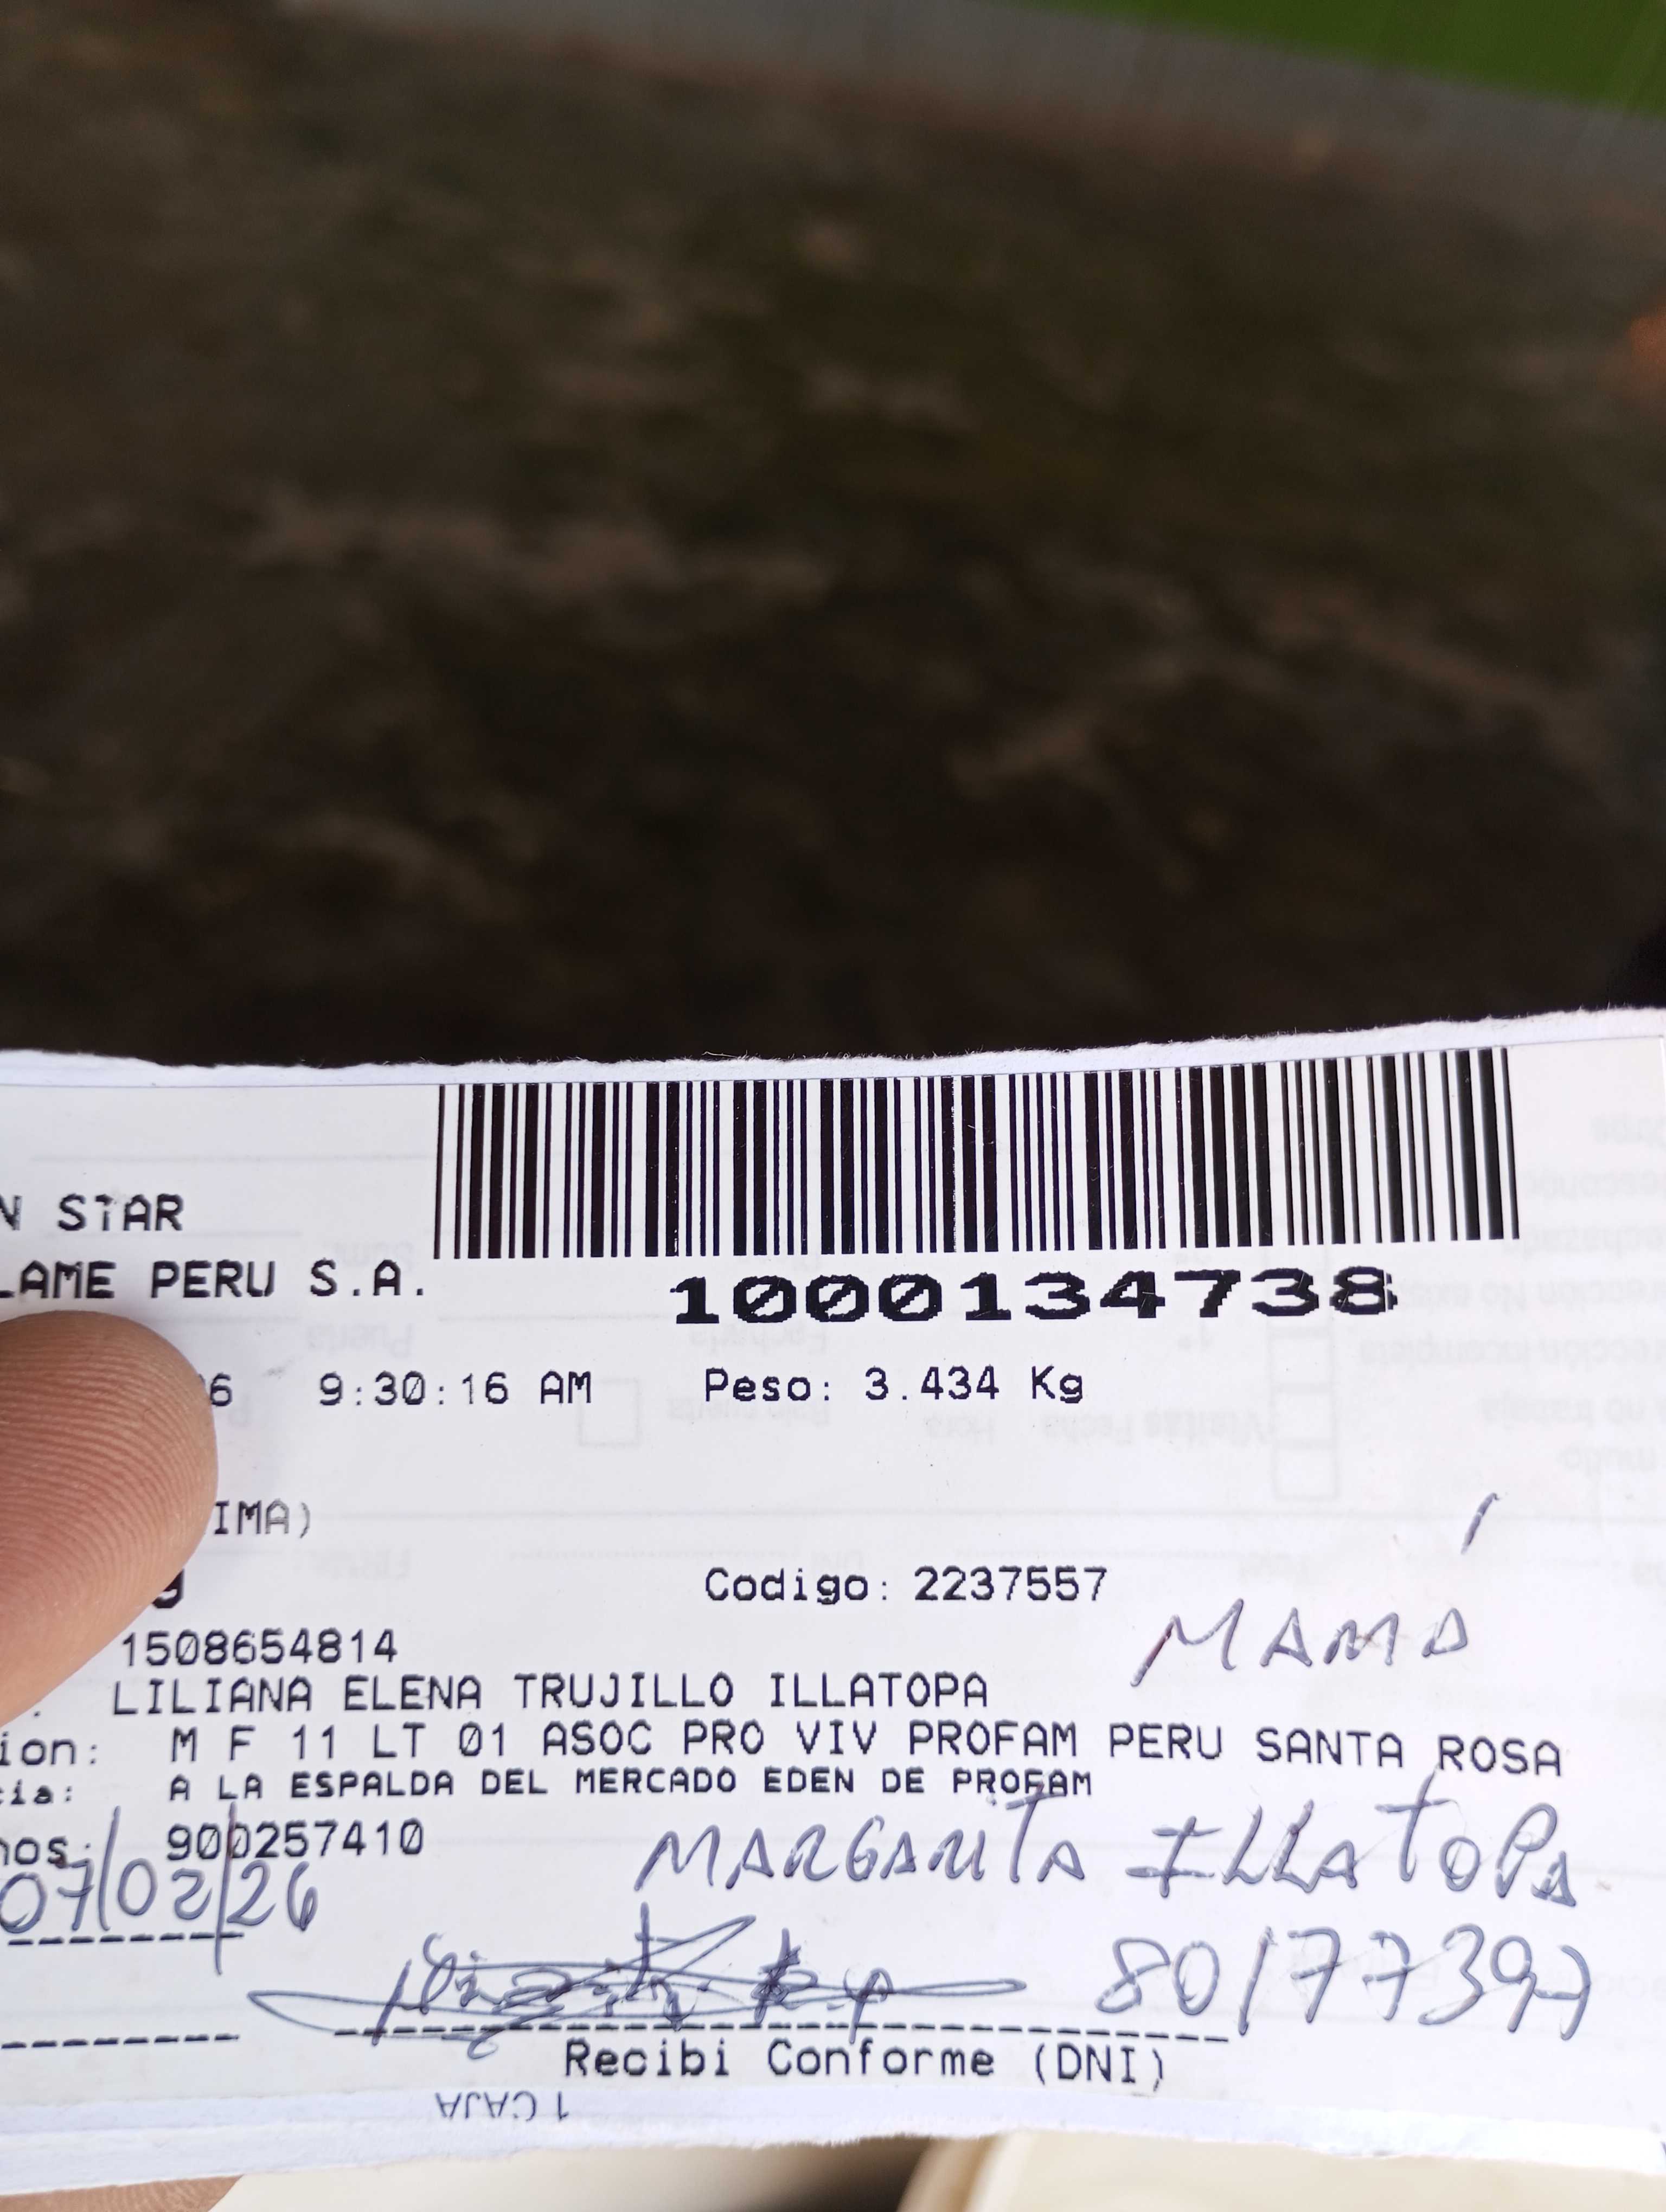 N STAR
LAME PERU S.A.
1000134738
6 9:30:16 AM Peso: 3.434 Kg
IMA)
g Codigo: 2237557
MAMA
1508654814
LILIANA ELENA TRUJILLO ILLATOPA
ion: M F 11 LT 01 ASOC PRO VIV PROFAM PERU SANTA ROSA
cia: A LA ESPALDA DEL MERCADO EDEN DE PROFAM
nos: 900257410
MARGARITA ILLATOPA
07/02/26
80177397
Recibi Conforme (DNI)
1 CAJA